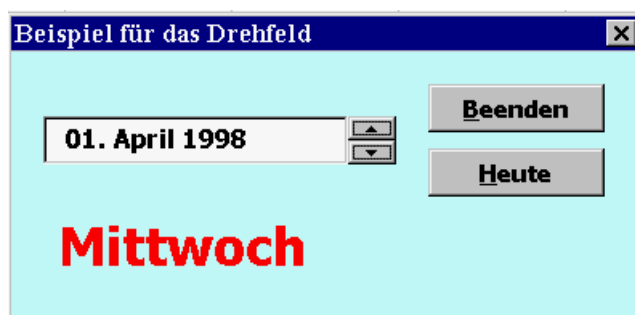 Beispiel für das Drehfeld
01. April 1998
Beenden
Heute
Mittwoch